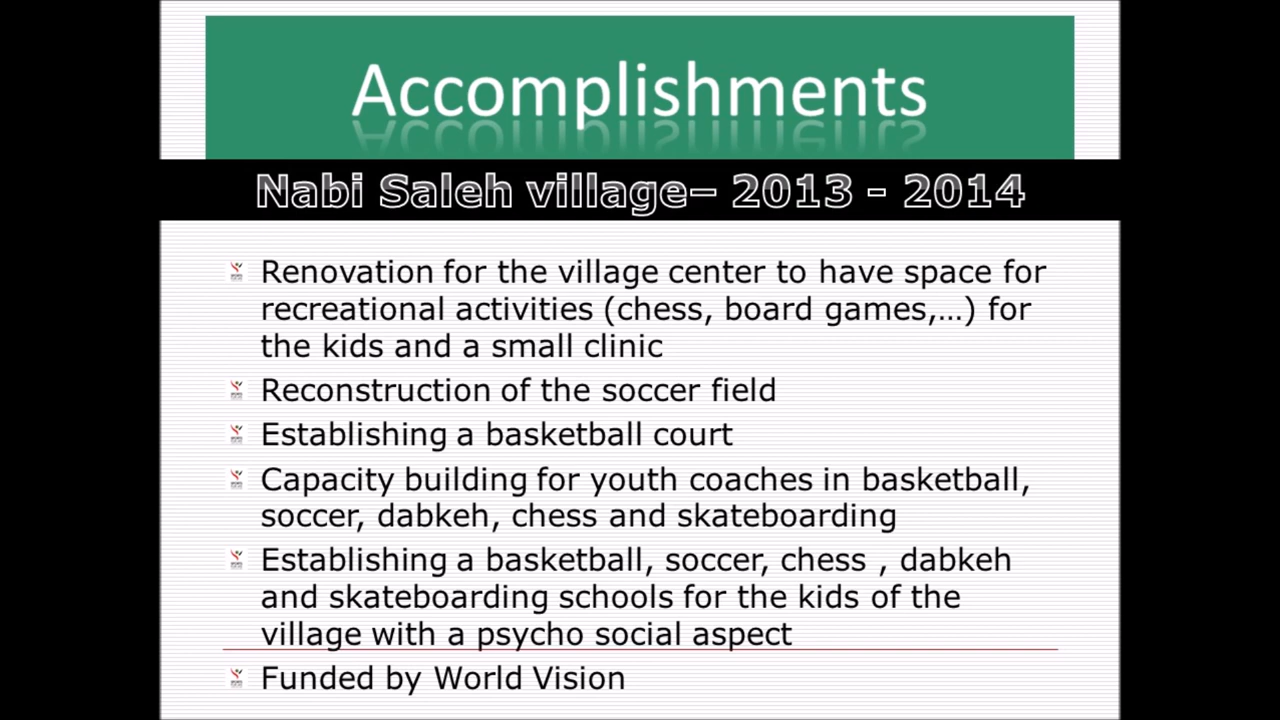 Accomplishments
Nabi Saleh village– 2013 - 2014
Renovation for the village center to have space for
recreational activities (chess, board games,…) for
the kids and a small clinic
Reconstruction of the soccer field
Establishing a basketball court
Capacity building for youth coaches in basketball,
soccer, dabkeh, chess and skateboarding
Establishing a basketball, soccer, chess , dabkeh
and skateboarding schools for the kids of the
village with a psycho social aspect
Funded by World Vision